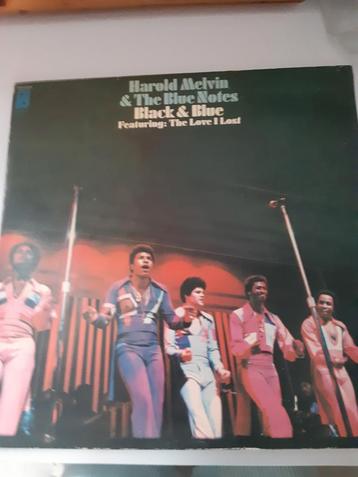 Harold Melvin
& The Blue Notes
Black & Blue
Featuring: The Love I Lost